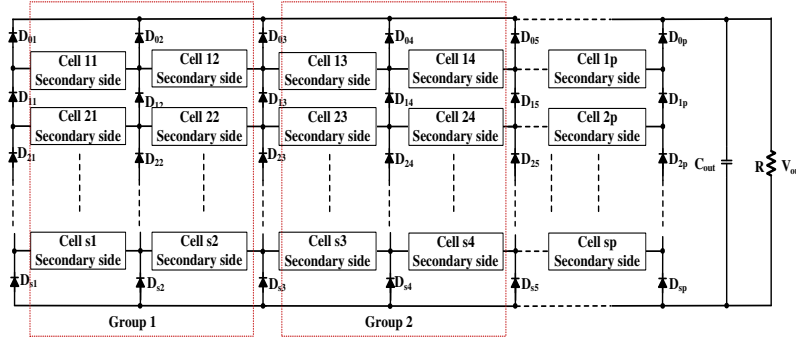 D01 D02 D03 D04 D05 D0p
Cell 11 Secondary side
Cell 12 Secondary side
Cell 13 Secondary side
Cell 14 Secondary side
Cell 1p Secondary side
D11 D12 D13 D14 D15 D1p
Cell 21 Secondary side
Cell 22 Secondary side
Cell 23 Secondary side
Cell 24 Secondary side
Cell 2p Secondary side
D21 D22 D23 D24 D25 D2p
Cout R Vou
Cell s1 Secondary side
Cell s2 Secondary side
Cell s3 Secondary side
Cell s4 Secondary side
Cell sp Secondary side
Ds1 Ds2 Ds3 Ds4 Ds5 Dsp
Group 1 Group 2